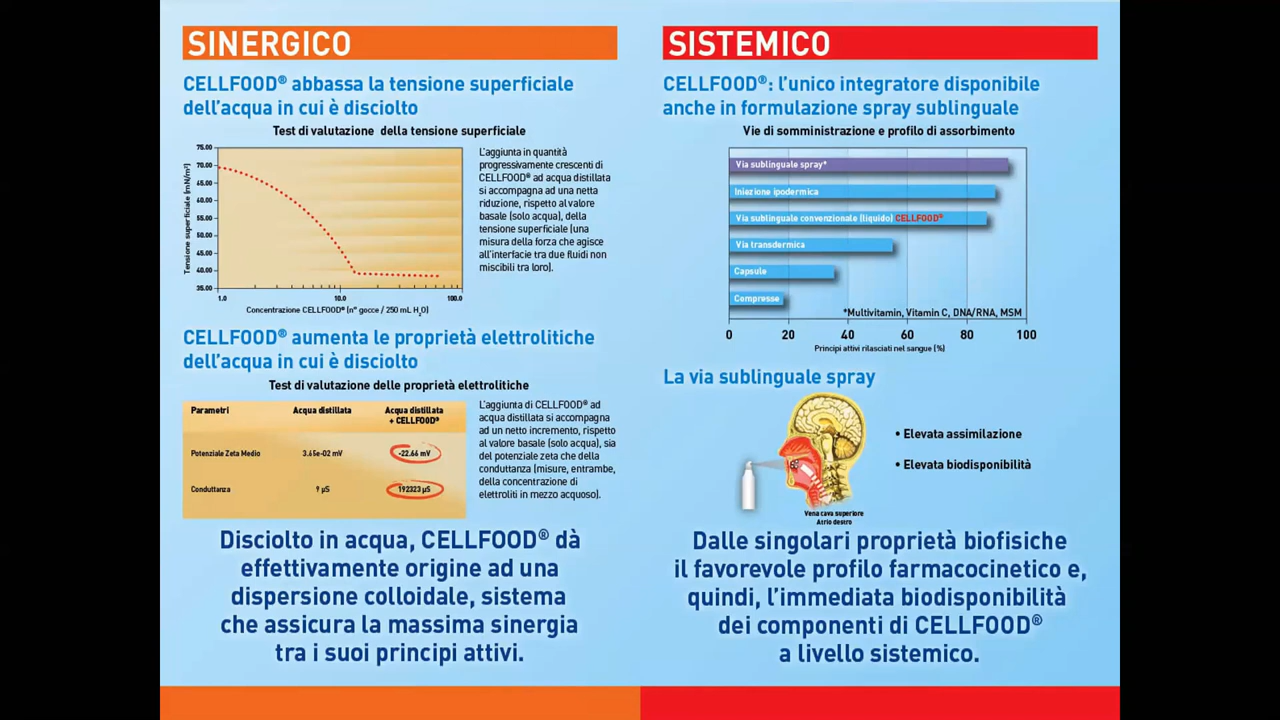 SINERGICO
CELLFOOD® abbassa la tensione superficiale
dell'acqua in cui è disciolto
Test di valutazione della tensione superficiale
75.00
70.00
65.00
60.00
55.00
50.00
45.00
40.00
35.00
Tensione superficiale (mN/m²)
1.0
10.0
100.0
Concentrazione CELLFOOD® (n° gocce / 250 mL H2O)
L'aggiunta in quantità
progressivamente crescenti di
CELLFOOD® ad acqua distillata
si accompagna ad una netta
riduzione, rispetto al valore
basale (solo acqua), della
tensione superficiale (una
misura della forza che agisce
all'interfacie tra due fluidi non
miscibili tra loro).
CELLFOOD® aumenta le proprietà elettrolitiche
dell'acqua in cui è disciolto
Test di valutazione delle proprietà elettrolitiche
Parametri Acqua distillata Acqua distillata
+ CELLFOOD®
Potenziale Zeta Medio 3.65e-02 mV -22.66 mV
Conduttanza 9 µS 192323 µS
L'aggiunta di CELLFOOD® ad
acqua distillata si accompagna
ad un netto incremento, rispetto
al valore basale (solo acqua), sia
del potenziale zeta che della
conduttanza (misure, entrambe,
della concentrazione di
elettroliti in mezzo acquoso).
Disciolto in acqua, CELLFOOD® dà
effettivamente origine ad una
dispersione colloidale, sistema
che assicura la massima sinergia
tra i suoi principi attivi.
SISTEMICO
CELLFOOD®: l'unico integratore disponibile
anche in formulazione spray sublinguale
Vie di somministrazione e profilo di assorbimento
Via sublinguale spray*
Iniezione ipodermica
Via sublinguale convenzionale (liquido) CELLFOOD®
Via transdermica
Capsule
Compresse
*Multivitamin, Vitamin C, DNA/RNA, MSM
0 20 40 60 80 100
Principi attivi rilasciati nel sangue (%)
La via sublinguale spray
• Elevata assimilazione
• Elevata biodisponibilità
Vena cava superiore
Atrio destro
Dalle singolari proprietà biofisiche
il favorevole profilo farmacocinetico e,
quindi, l'immediata biodisponibilità
dei componenti di CELLFOOD®
a livello sistemico.